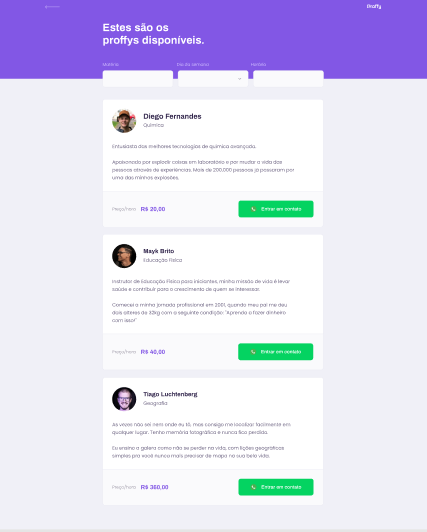 Proffy
Estes são os
proffys disponíveis.
Matéria
Dia da semana
Horário
Diego Fernandes
Química
Entusiasta das melhores tecnologias de química avançada.
Apaixonado por explodir coisas em laboratório e por mudar a vida das
pessoas através de experiências. Mais de 200.000 pessoas já passaram por
uma das minhas explosões.
Preço/hora R$ 20,00
Entrar em contato
Mayk Brito
Educação Física
Instrutor de Educação Física para iniciantes, minha missão de vida é levar
saúde e contribuir para o crescimento de quem se interessar.
Comecei a minha jornada profissional em 2001, quando meu pai me deu
dois alteres de 32kg com a seguinte condição: "Aprenda a fazer dinheiro
com isso!"
Preço/hora R$ 40,00
Entrar em contato
Tiago Luchtenberg
Geografia
Às vezes não sei nem onde eu tô, mas consigo me localizar facilmente em
qualquer lugar. Tenho memória fotográfica e nunca fico perdido.
Eu ensino a galera como não se perder na vida, com lições geográficas
simples pra você nunca mais precisar de mapa na sua bela vida.
Preço/hora R$ 360,00
Entrar em contato